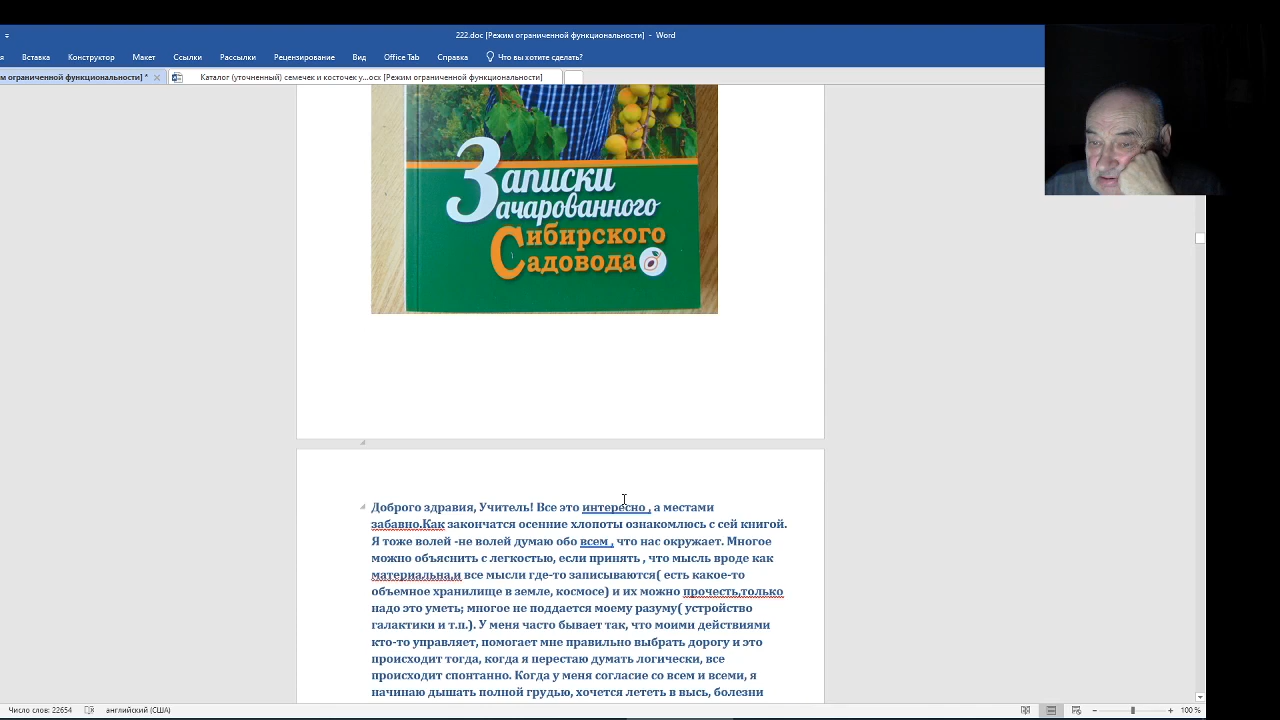 222.doc [Режим ограниченной функциональности] - Word
я Вставка Конструктор Макет Ссылки Рассылки Рецензирование Вид Office Tab Справка Что вы хотите сделать?
м ограниченной функциональности] * Каталог (уточненный) семечек и косточек у...осх [Режим ограниченной функциональности]
Записки
Зачарованного
Сибирского
Садовода
Доброго здравия, Учитель! Все это интересно , а местами
забавно.Как закончатся осенние хлопоты ознакомлюсь с сей книгой.
Я тоже волей -не волей думаю обо всем , что нас окружает. Многое
можно объяснить с легкостью, если принять , что мысль вроде как
материальна,и все мысли где-то записываются( есть какое-то
объемное хранилище в земле, космосе) и их можно прочесть,только
надо это уметь; многое не поддается моему разуму( устройство
галактики и т.п.). У меня часто бывает так, что моими действиями
кто-то управляет, помогает мне правильно выбрать дорогу и это
происходит тогда, когда я перестаю думать логически, все
происходит спонтанно. Когда у меня согласие со всем и всеми, я
начинаю дышать полной грудью, хочется лететь в высь, болезни
Число слов: 22654 английский (США) 100 %